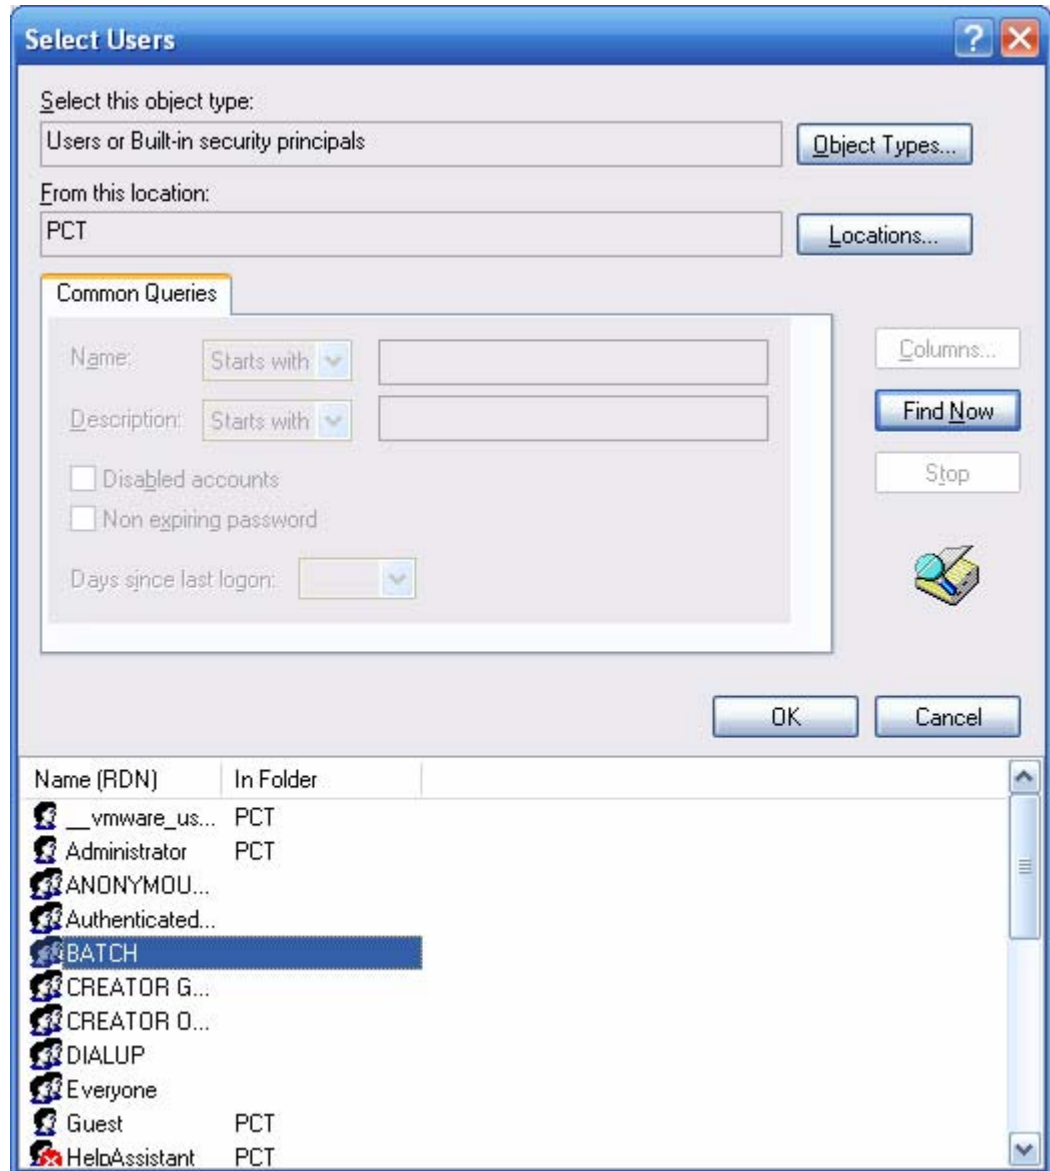 Select Users
Select this object type:
Users or Built-in security principals
Object Types...
From this location:
PCT
Locations...
Common Queries
Name:
Starts with
Columns...
Description:
Starts with
Find Now
Disabled accounts
Stop
Non expiring password
Days since last logon:
OK
Cancel
Name (RDN) In Folder
__vmware_us... PCT
Administrator PCT
ANONYMOU...
Authenticated...
BATCH
CREATOR G...
CREATOR O...
DIALUP
Everyone
Guest PCT
HelpAssistant PCT